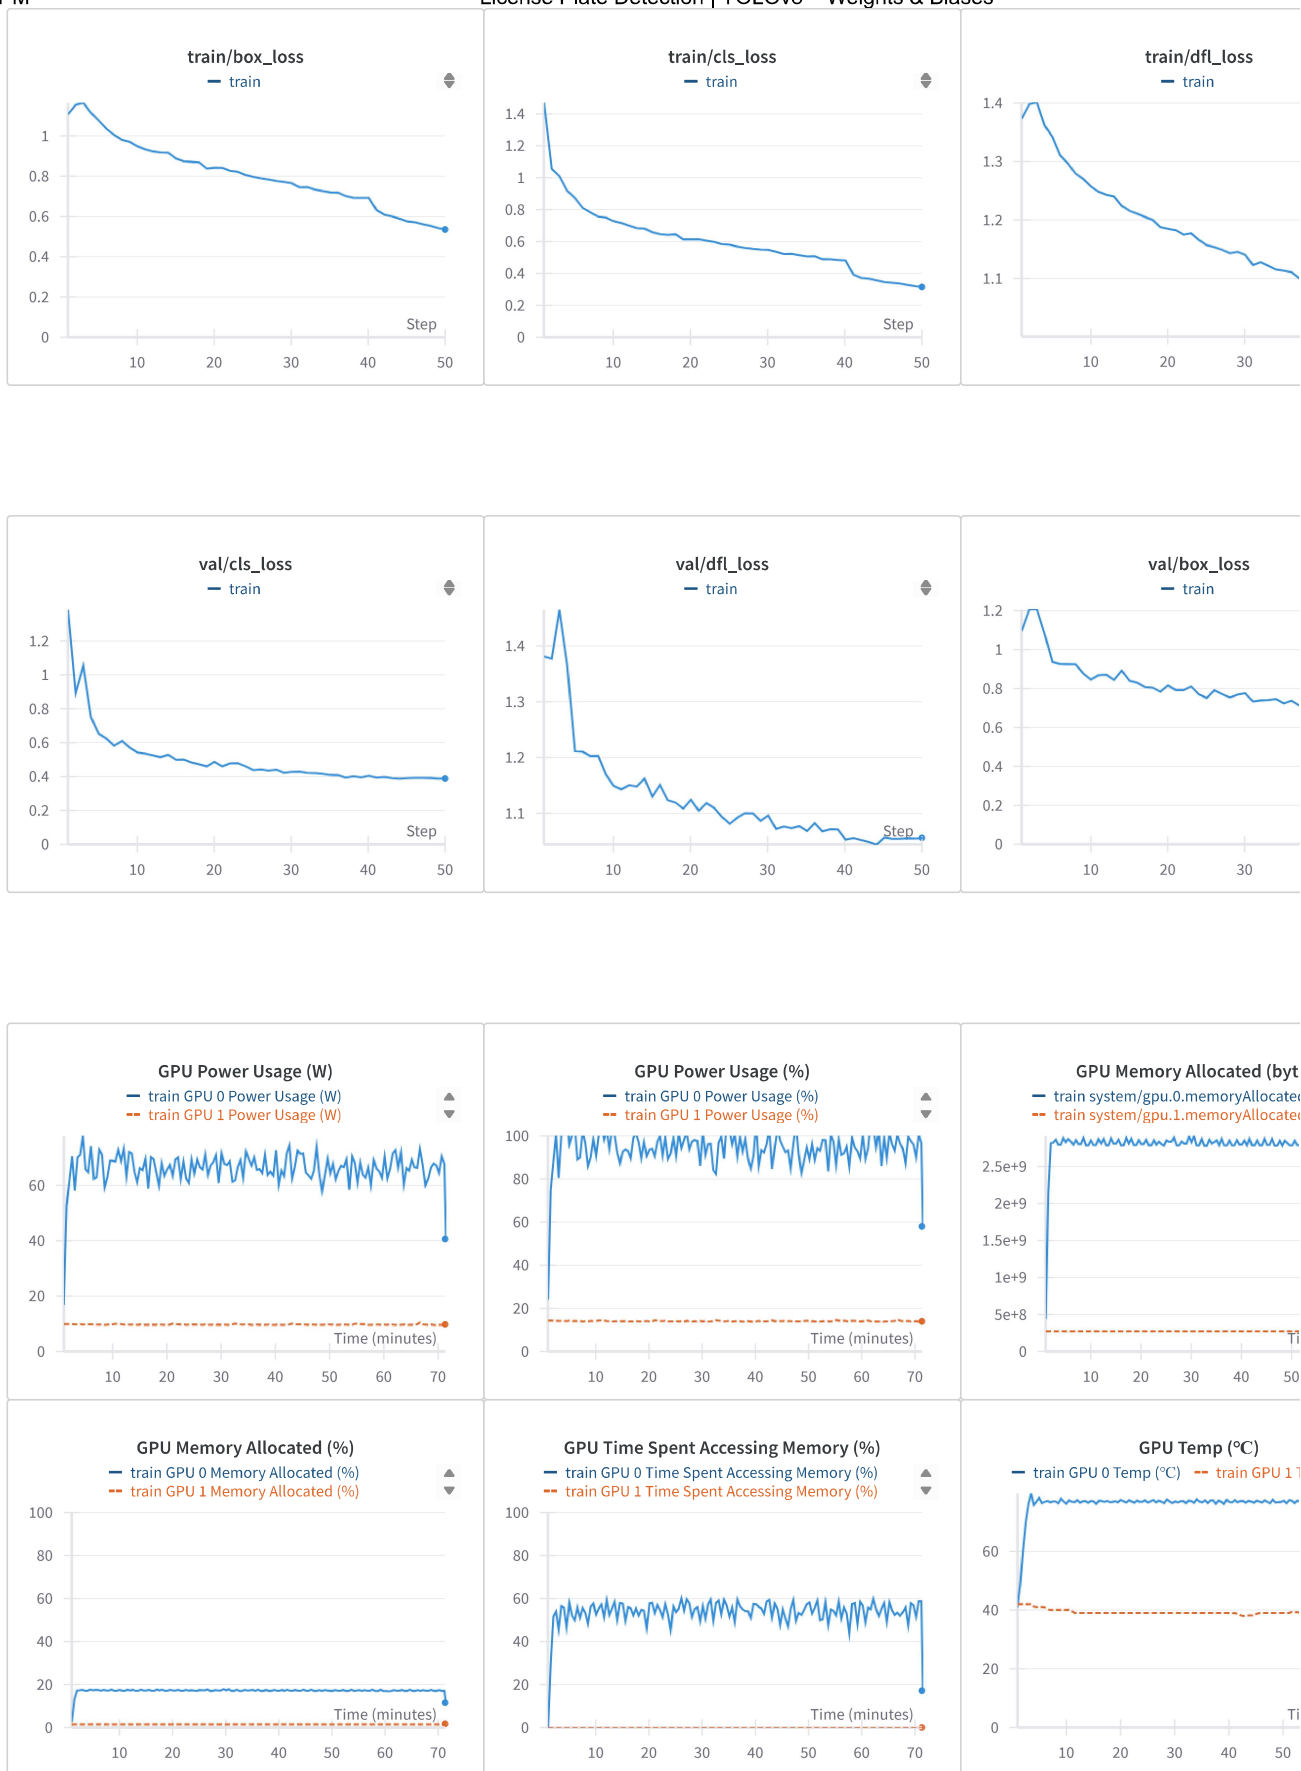 License Plate Detection | YOLOv8 – Weights & Biases
train/box_loss
train
1
0.8
0.6
0.4
0.2
0
Step
10 20 30 40 50
train/cls_loss
train
1.4
1.2
1
0.8
0.6
0.4
0.2
0
Step
10 20 30 40 50
train/dfl_loss
train
1.4
1.3
1.2
1.1
10 20 30
val/cls_loss
train
1.2
1
0.8
0.6
0.4
0.2
0
Step
10 20 30 40 50
val/dfl_loss
train
1.4
1.3
1.2
1.1
Step
10 20 30 40 50
val/box_loss
train
1.2
1
0.8
0.6
0.4
0.2
0
10 20 30
GPU Power Usage (W)
train GPU 0 Power Usage (W)
train GPU 1 Power Usage (W)
60
40
20
0
Time (minutes)
10 20 30 40 50 60 70
GPU Power Usage (%)
train GPU 0 Power Usage (%)
train GPU 1 Power Usage (%)
100
80
60
40
20
0
Time (minutes)
10 20 30 40 50 60 70
GPU Memory Allocated (byt
train system/gpu.0.memoryAllocated
train system/gpu.1.memoryAllocated
2.5e+9
2e+9
1.5e+9
1e+9
5e+8
0
Ti
10 20 30 40 50
GPU Memory Allocated (%)
train GPU 0 Memory Allocated (%)
train GPU 1 Memory Allocated (%)
100
80
60
40
20
0
Time (minutes)
10 20 30 40 50 60 70
GPU Time Spent Accessing Memory (%)
train GPU 0 Time Spent Accessing Memory (%)
train GPU 1 Time Spent Accessing Memory (%)
100
80
60
40
20
0
Time (minutes)
10 20 30 40 50 60 70
GPU Temp (℃)
train GPU 0 Temp (℃) train GPU 1 T
60
40
20
0
Ti
10 20 30 40 50